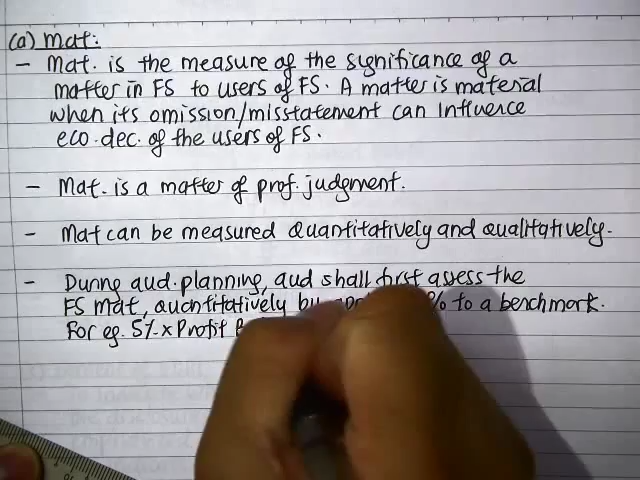 (a) Mat:
- Mat. is the measure of the significance of a
matter in FS to users of FS. A matter is material
when its omission/misstatement can influence
eco. dec. of the users of FS.
- Mat. is a matter of prof. judgment.
- Mat can be measured quantitatively and qualitatively.
- During aud. planning, aud shall first assess the
FS mat, quantitatively by % to a benchmark.
For eg. 5% x Profit